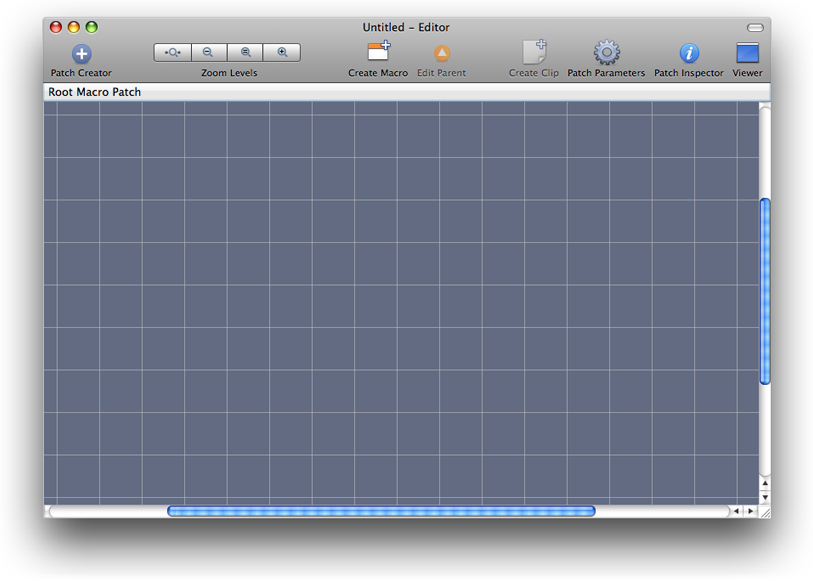 Untitled – Editor
Patch Creator
Zoom Levels
Create Macro
Edit Parent
Create Clip
Patch Parameters
Patch Inspector
Viewer
Root Macro Patch